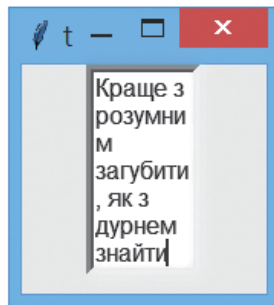 t
Краще з
розумни
м
загубити
, як з
дурнем
знайти